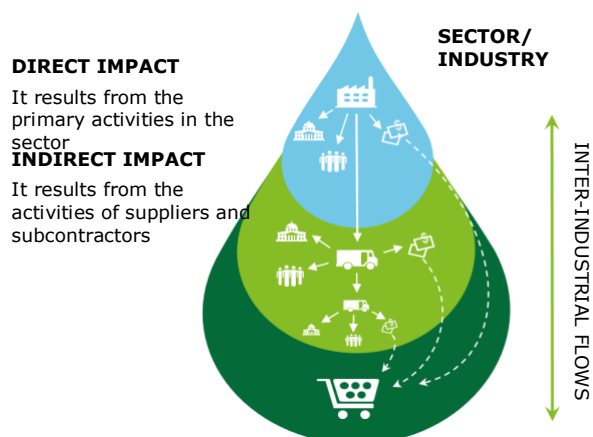 DIRECT IMPACT
It results from the
primary activities in the
sector
INDIRECT IMPACT
It results from the
activities of suppliers and
subcontractors
SECTOR/
INDUSTRY
INTER-INDUSTRIAL FLOWS